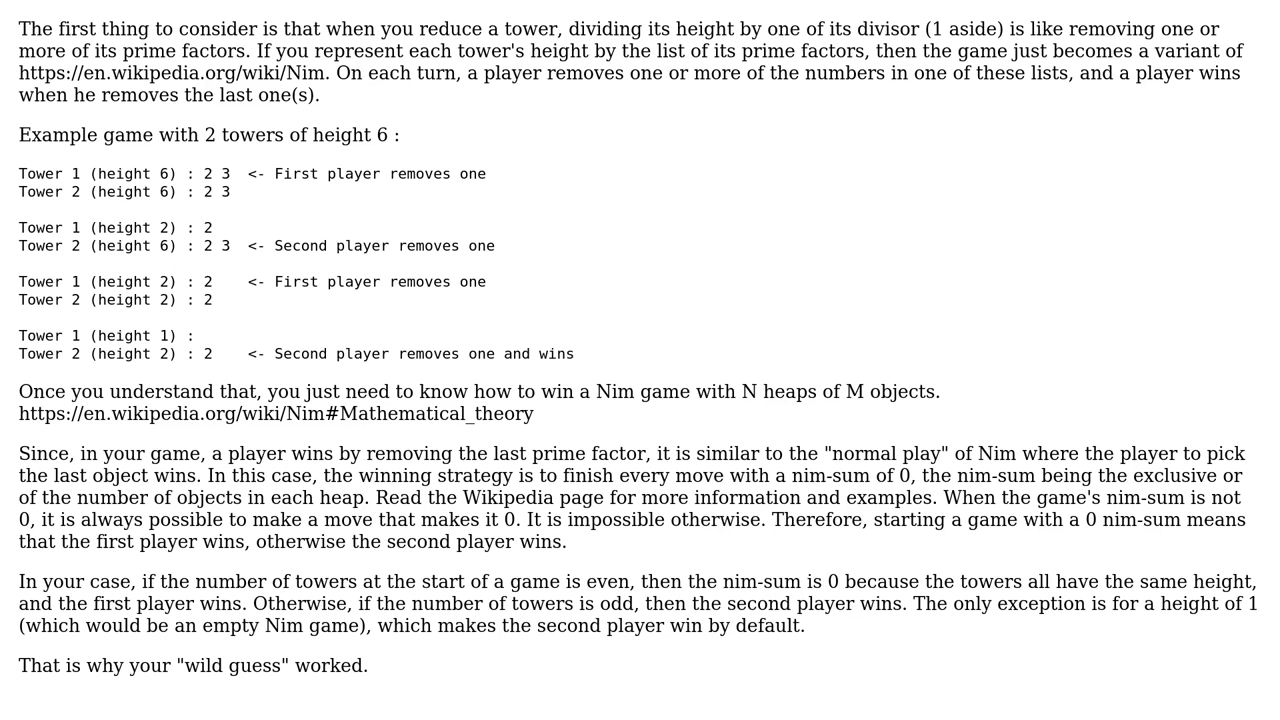 The first thing to consider is that when you reduce a tower, dividing its height by one of its divisor (1 aside) is like removing one or
more of its prime factors. If you represent each tower's height by the list of its prime factors, then the game just becomes a variant of
https://en.wikipedia.org/wiki/Nim. On each turn, a player removes one or more of the numbers in one of these lists, and a player wins
when he removes the last one(s).
Example game with 2 towers of height 6 :
Tower 1 (height 6) : 2 3  <- First player removes one
Tower 2 (height 6) : 2 3
Tower 1 (height 2) : 2
Tower 2 (height 6) : 2 3  <- Second player removes one
Tower 1 (height 2) : 2    <- First player removes one
Tower 2 (height 2) : 2
Tower 1 (height 1) :
Tower 2 (height 2) : 2    <- Second player removes one and wins
Once you understand that, you just need to know how to win a Nim game with N heaps of M objects.
https://en.wikipedia.org/wiki/Nim#Mathematical_theory
Since, in your game, a player wins by removing the last prime factor, it is similar to the "normal play" of Nim where the player to pick
the last object wins. In this case, the winning strategy is to finish every move with a nim-sum of 0, the nim-sum being the exclusive or
of the number of objects in each heap. Read the Wikipedia page for more information and examples. When the game's nim-sum is not
0, it is always possible to make a move that makes it 0. It is impossible otherwise. Therefore, starting a game with a 0 nim-sum means
that the first player wins, otherwise the second player wins.
In your case, if the number of towers at the start of a game is even, then the nim-sum is 0 because the towers all have the same height,
and the first player wins. Otherwise, if the number of towers is odd, then the second player wins. The only exception is for a height of 1
(which would be an empty Nim game), which makes the second player win by default.
That is why your "wild guess" worked.